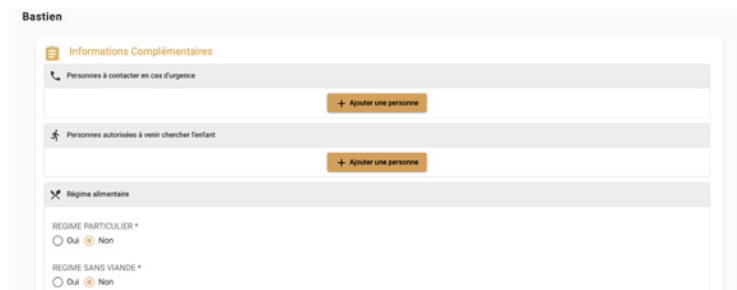 Bastien
Informations Complémentaires
Personnes à contacter en cas d'urgence
+ Ajouter une personne
Personnes autorisées à venir chercher l'enfant
+ Ajouter une personne
Régime alimentaire
REGIME PARTICULIER *
Oui Non
REGIME SANS VIANDE *
Oui Non